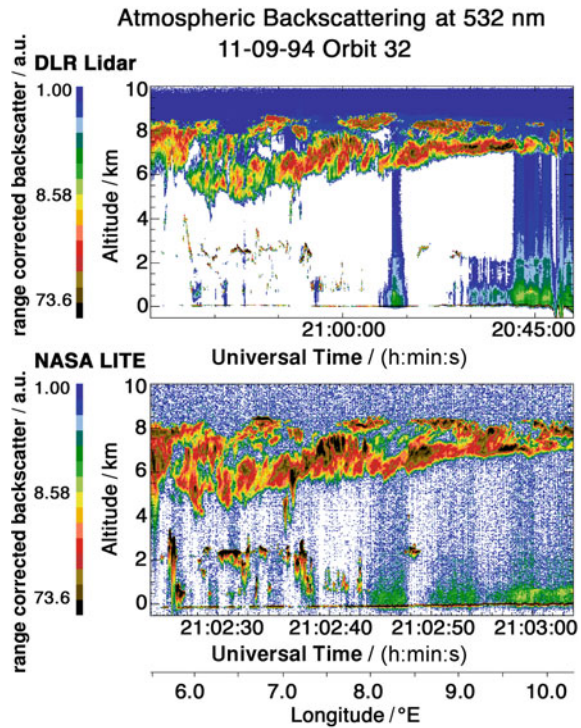 Atmospheric Backscattering at 532 nm
11-09-94 Orbit 32
DLR Lidar
range corrected backscatter / a.u.
1.00
8.58
73.6
Altitude / km
10
8
6
4
2
0
21:00:00 20:45:00
Universal Time / (h:min:s)
NASA LITE
range corrected backscatter / a.u.
1.00
8.58
73.6
Altitude / km
10
8
6
4
2
0
21:02:30 21:02:40 21:02:50 21:03:00
Universal Time / (h:min:s)
6.0 7.0 8.0 9.0 10.0
Longitude / °E